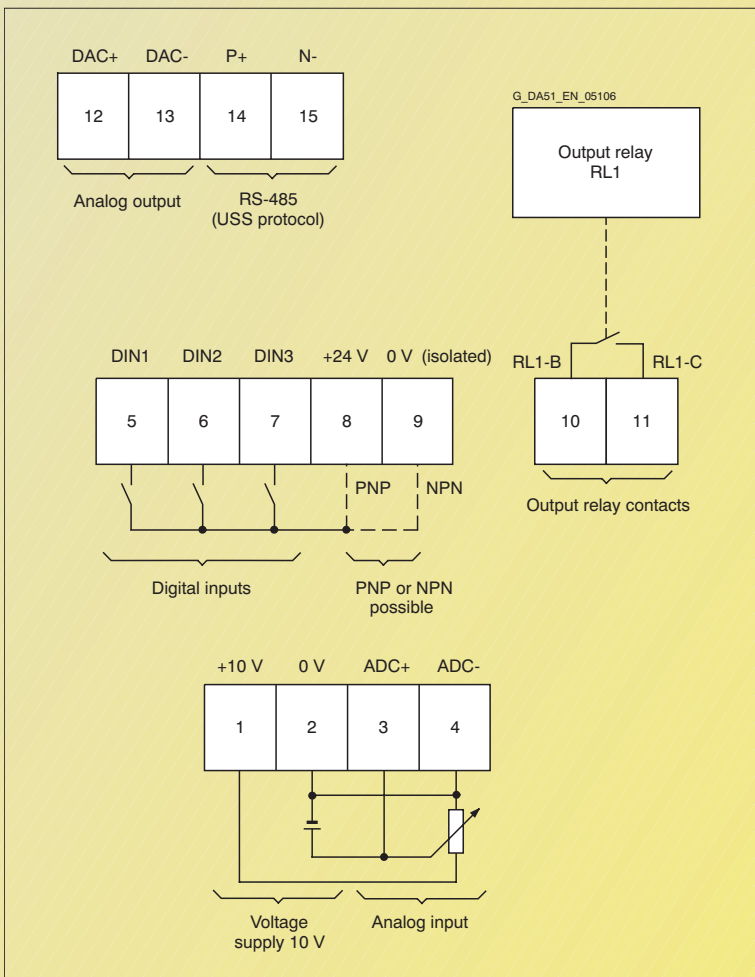 DAC+ DAC- P+ N-
12 13 14 15
Analog output
RS-485
(USS protocol)
G_DA51_EN_05106
Output relay
RL1
RL1-B RL1-C
10 11
Output relay contacts
DIN1 DIN2 DIN3 +24 V 0 V (isolated)
5 6 7 8 9
PNP NPN
Digital inputs
PNP or NPN
possible
+10 V 0 V ADC+ ADC-
1 2 3 4
Voltage
supply 10 V
Analog input